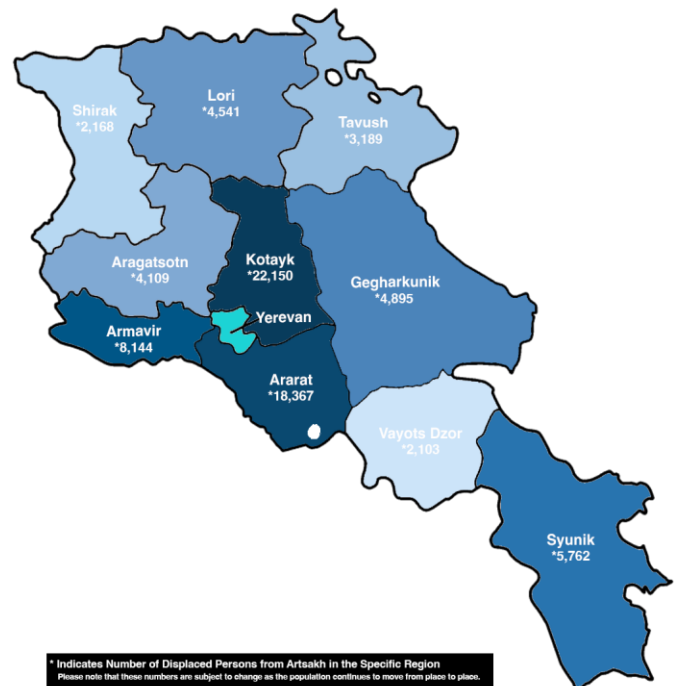 Lori
*4,541
Shirak
*2,168
Tavush
*3,189
Aragatsotn
*4,109
Kotayk
*22,150
Gegharkunik
*4,895
Yerevan
Armavir
*8,144
Ararat
*18,367
Vayots Dzor
*2,103
Syunik
*5,762
* Indicates Number of Displaced Persons from Artsakh in the Specific Region
Please note that these numbers are subject to change as the population continues to move from place to place.